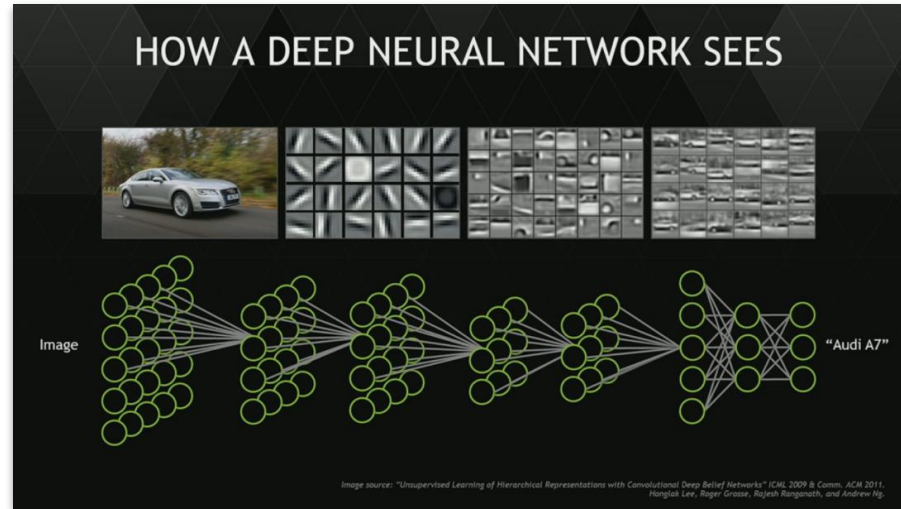 HOW A DEEP NEURAL NETWORK SEES
Image
“Audi A7”
Image source: “Unsupervised Learning of Hierarchical Representations with Convolutional Deep Belief Networks” ICML 2009 & Comm. ACM 2011.
Honglak Lee, Roger Grosse, Rajesh Ranganath, and Andrew Ng.